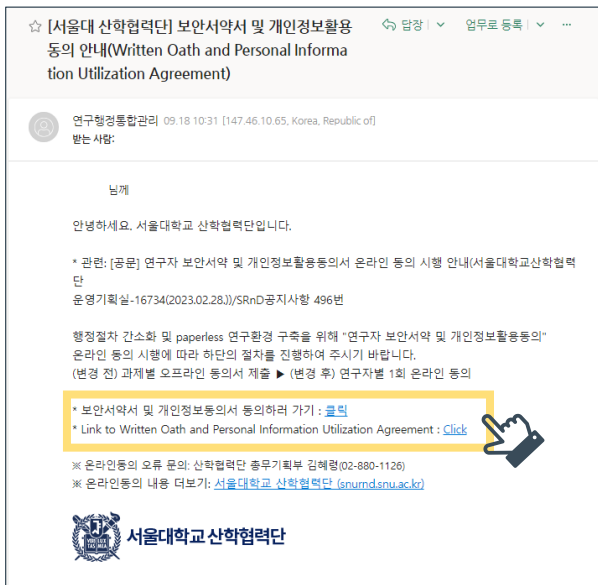 [서울대 산학협력단] 보안서약서 및 개인정보활용
동의 안내(Written Oath and Personal Informa
tion Utilization Agreement)
답장
업무로 등록
연구행정통합관리 09.18 10:31 [147.46.10.65, Korea, Republic of]
받는 사람:
님께
안녕하세요. 서울대학교 산학협력단입니다.
* 관련: [공문] 연구자 보안서약 및 개인정보활용동의서 온라인 동의 시행 안내(서울대학교산학협력
단
운영기획실-16734(2023.02.28.))/SRnD공지사항 496번
행정절차 간소화 및 paperless 연구환경 구축을 위해 "연구자 보안서약 및 개인정보활용동의"
온라인 동의 시행에 따라 하단의 절차를 진행하여 주시기 바랍니다.
(변경 전) 과제별 오프라인 동의서 제출 ▶ (변경 후) 연구자별 1회 온라인 동의
* 보안서약서 및 개인정보동의서 동의하러 가기 : 클릭
* Link to Written Oath and Personal Information Utilization Agreement : Click
※ 온라인동의 오류 문의: 산학협력단 총무기획부 김혜령(02-880-1126)
※ 온라인동의 내용 더보기: 서울대학교 산학협력단 (snurnd.snu.ac.kr)
서울대학교 산학협력단